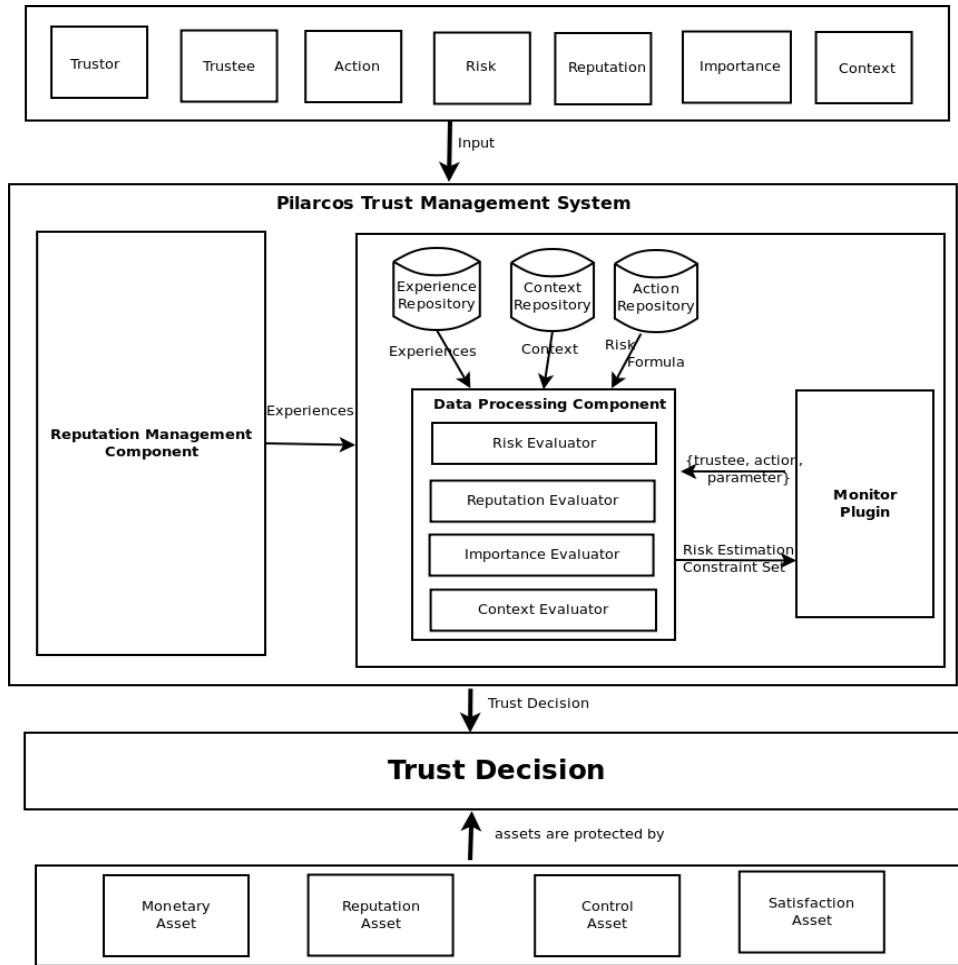 Trustor
Trustee
Action
Risk
Reputation
Importance
Context
Input
Pilarcos Trust Management System
Experience
Repository
Context
Repository
Action
Repository
Experiences
Context
Risk
Formula
Reputation Management
Component
Experiences
Data Processing Component
Risk Evaluator
Reputation Evaluator
Importance Evaluator
Context Evaluator
{trustee, action,
parameter}
Risk Estimation
Constraint Set
Monitor
Plugin
Trust Decision
Trust Decision
assets are protected by
Monetary
Asset
Reputation
Asset
Control
Asset
Satisfaction
Asset